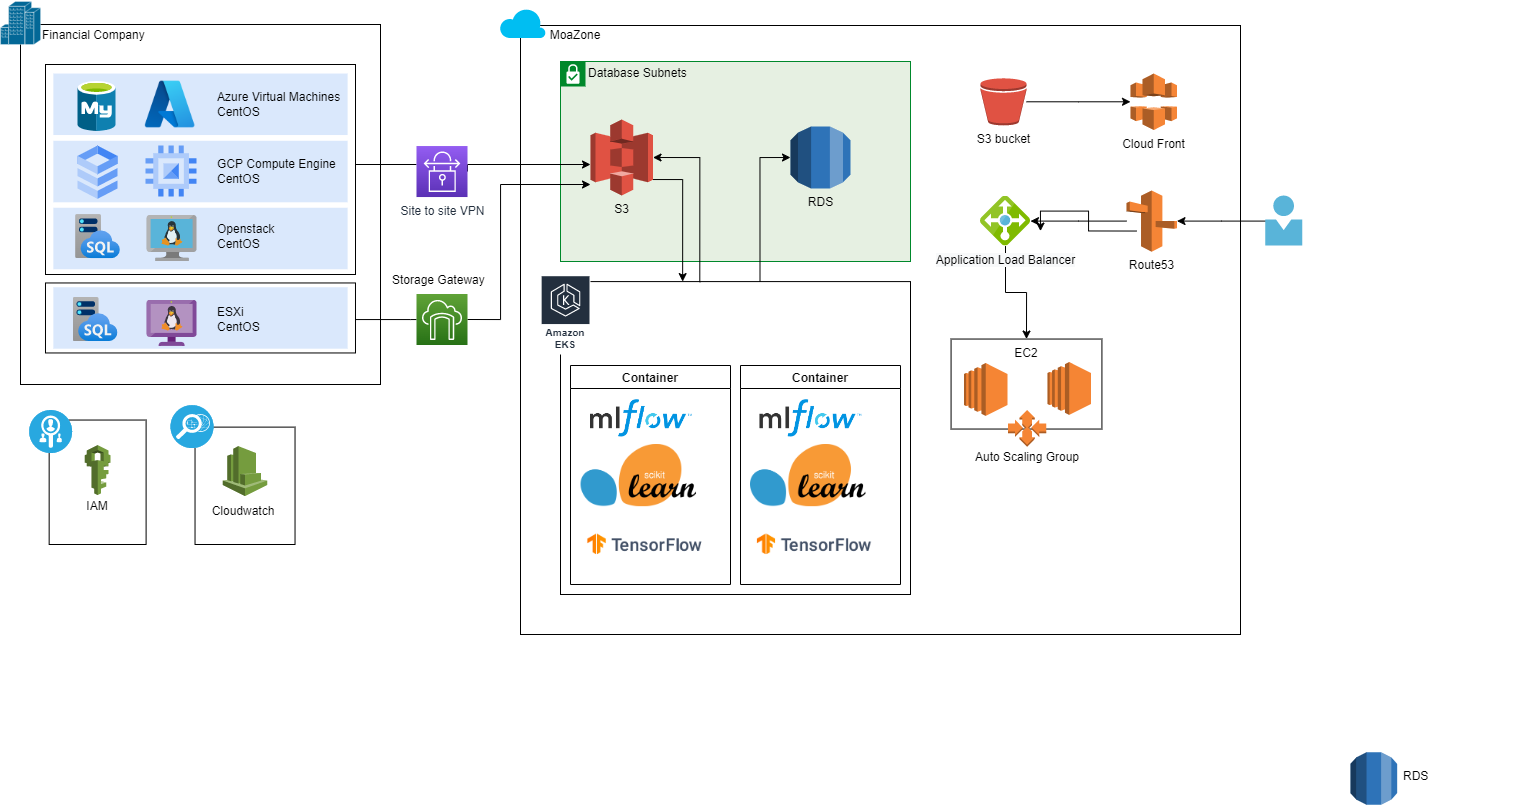 Financial Company
My
Azure Virtual Machines
CentOS
GCP Compute Engine
CentOS
SQL
Openstack
CentOS
SQL
ESXi
CentOS
Site to site VPN
Storage Gateway
IAM
Cloudwatch
MoaZone
Database Subnets
S3
RDS
K
Amazon
EKS
Container
mlflow™
scikit
learn
TensorFlow
Container
mlflow™
scikit
learn
TensorFlow
S3 bucket
Cloud Front
Application Load Balancer
Route53
EC2
Auto Scaling Group
RDS